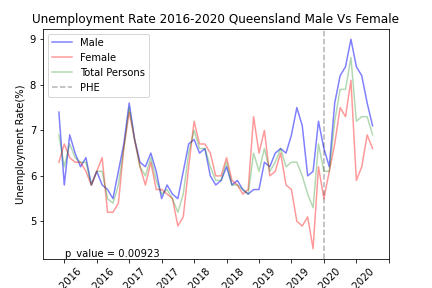 Unemployment Rate 2016-2020 Queensland Male Vs Female
Unemployment Rate(%)
9
8
7
6
5
Male
Female
Total Persons
PHE
p_value = 0.00923
2016 2016 2017 2017 2018 2018 2019 2019 2020 2020